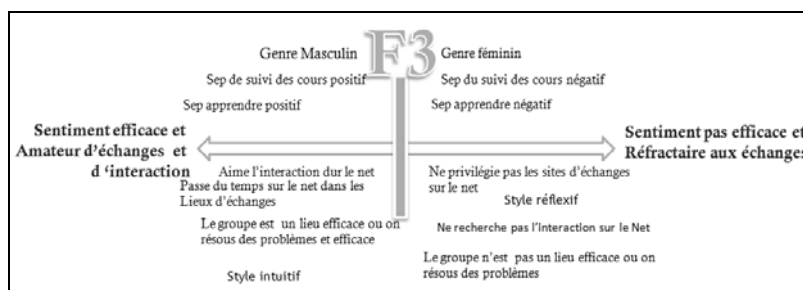 F3
Genre Masculin
Sep de suivi des cours positif
Sep apprendre positif
Genre féminin
Sep du suivi des cours négatif
Sep apprendre négatif
Sentiment efficace et
Amateur d'échanges et
d 'interaction
Sentiment pas efficace et
Réfractaire aux échanges
Aime l'interaction dur le net
Passe du temps sur le net dans les
Lieux d'échanges
Le groupe est un lieu efficace ou on
résous des problèmes et efficace
Style intuitif
Ne privilégie pas les sites d'échanges
sur le net
Style réflexif
Ne recherche pas l'Interaction sur le Net
Le groupe n'est pas un lieu efficace ou on
résous des problèmes